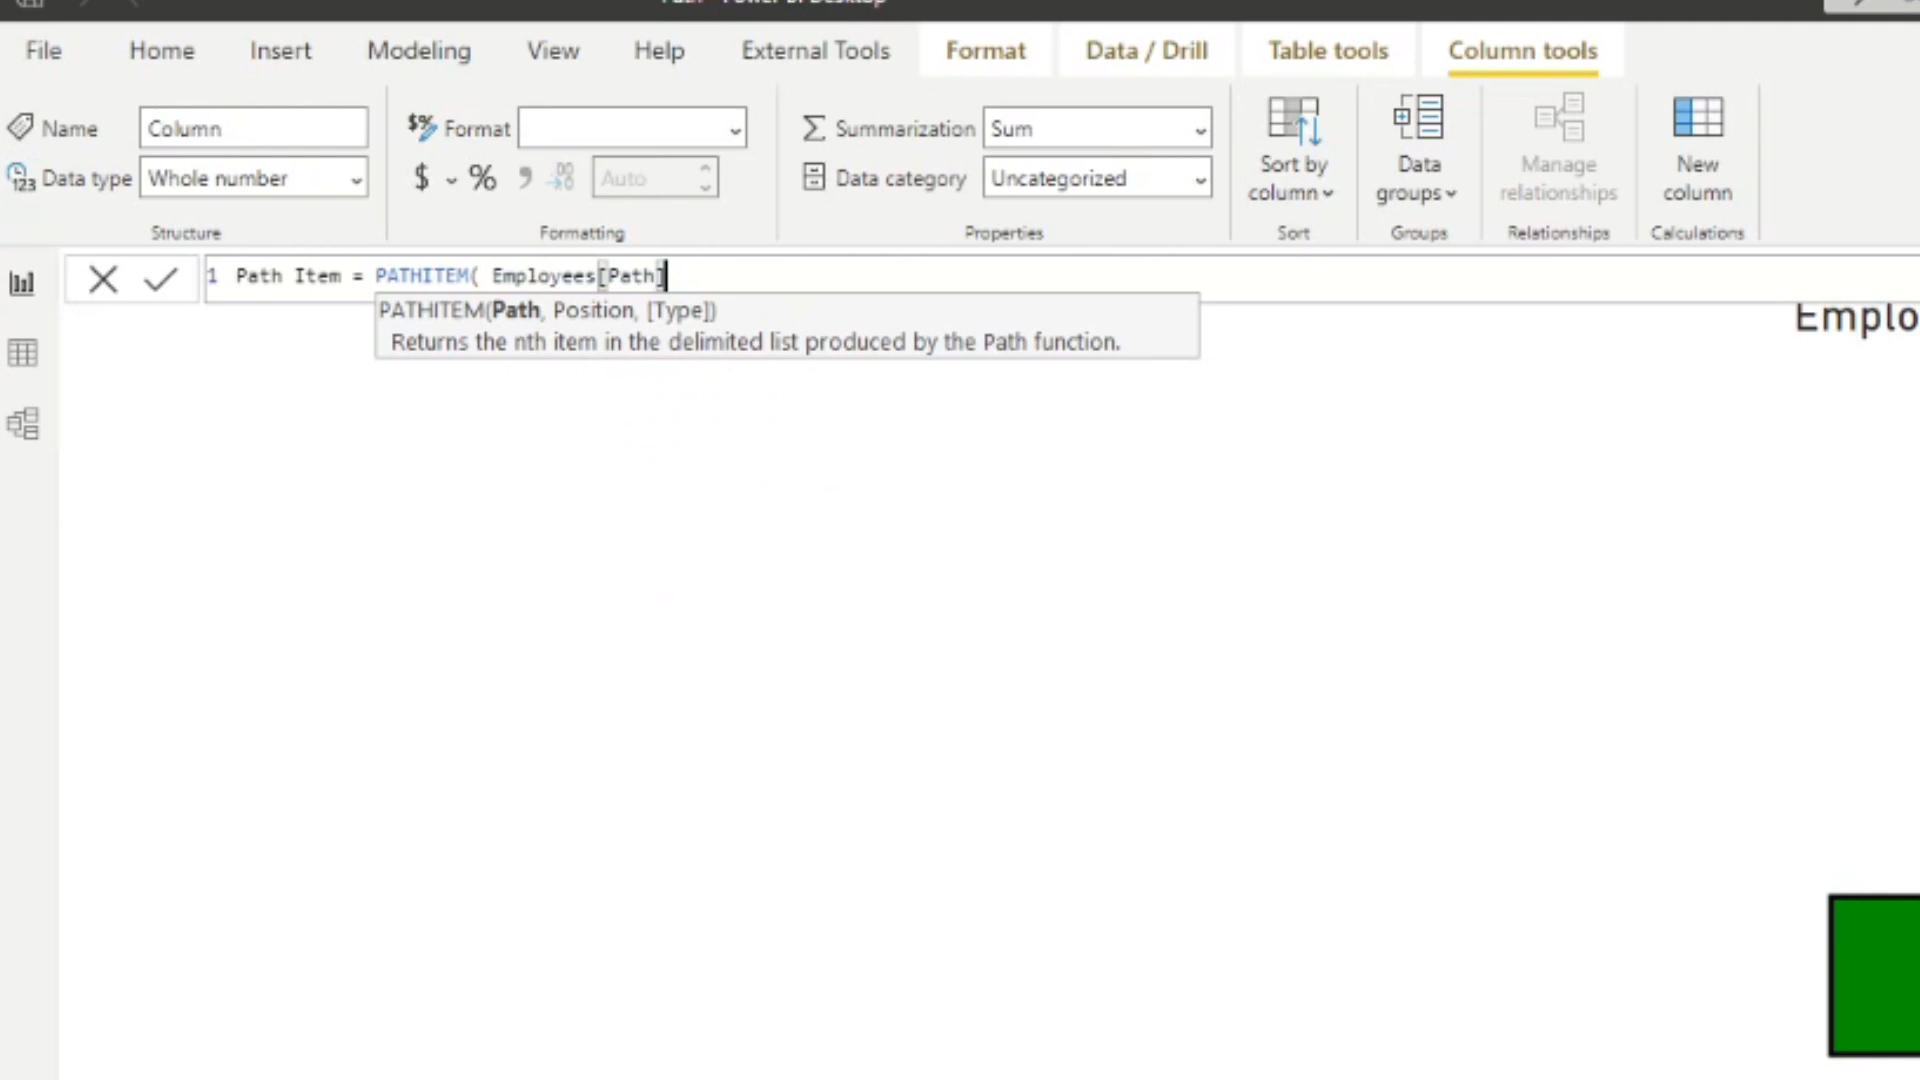 File Home Insert Modeling View Help External Tools Format Data / Drill Table tools Column tools
Name Column $% Format Summarization Sum
Data type Whole number $ % Auto Data category Uncategorized
Sort by column
Data groups
Manage relationships
New column
Structure Formatting Properties Sort Groups Relationships Calculations
1 Path Item = PATHITEM( Employees[Path]
PATHITEM(Path, Position, [Type])
Returns the nth item in the delimited list produced by the Path function.
Emplo